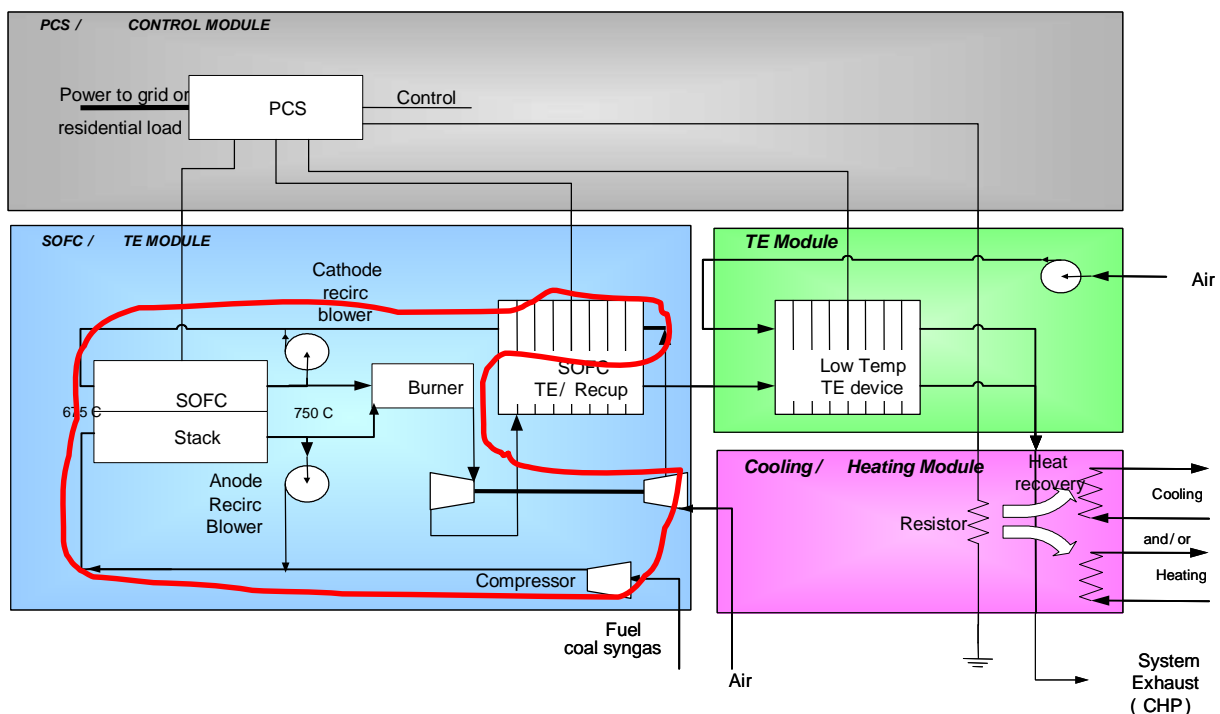 PCS / CONTROL MODULE
Power to grid or
residential load
PCS
Control
SOFC / TE MODULE
Cathode
recirc
blower
SOFC
Stack
675 C
750 C
Burner
SOFC
TE/ Recup
Anode
Recirc
Blower
Compressor
Fuel
coal syngas
Air
TE Module
Air
Low Temp
TE device
Cooling / Heating Module
Heat
recovery
Resistor
Cooling
and/ or
Heating
System
Exhaust
( CHP)